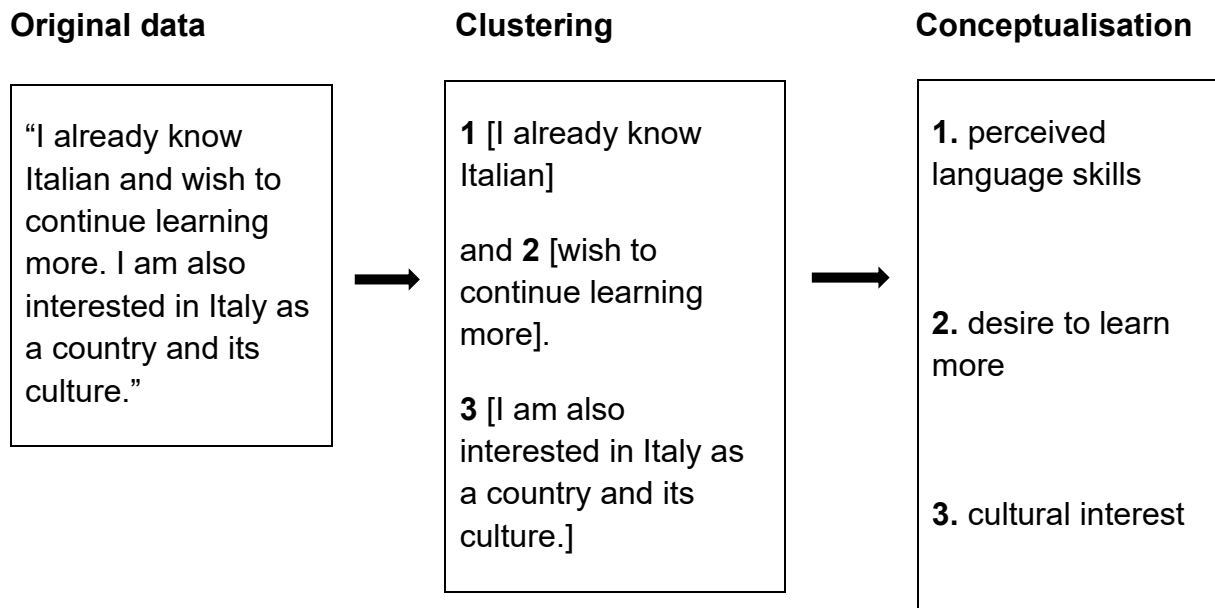 Original data
“I already know
Italian and wish to
continue learning
more. I am also
interested in Italy as
a country and its
culture.”
Clustering
1 [I already know
Italian]
and 2 [wish to
continue learning
more].
3 [I am also
interested in Italy as
a country and its
culture.]
Conceptualisation
1. perceived
language skills
2. desire to learn
more
3. cultural interest